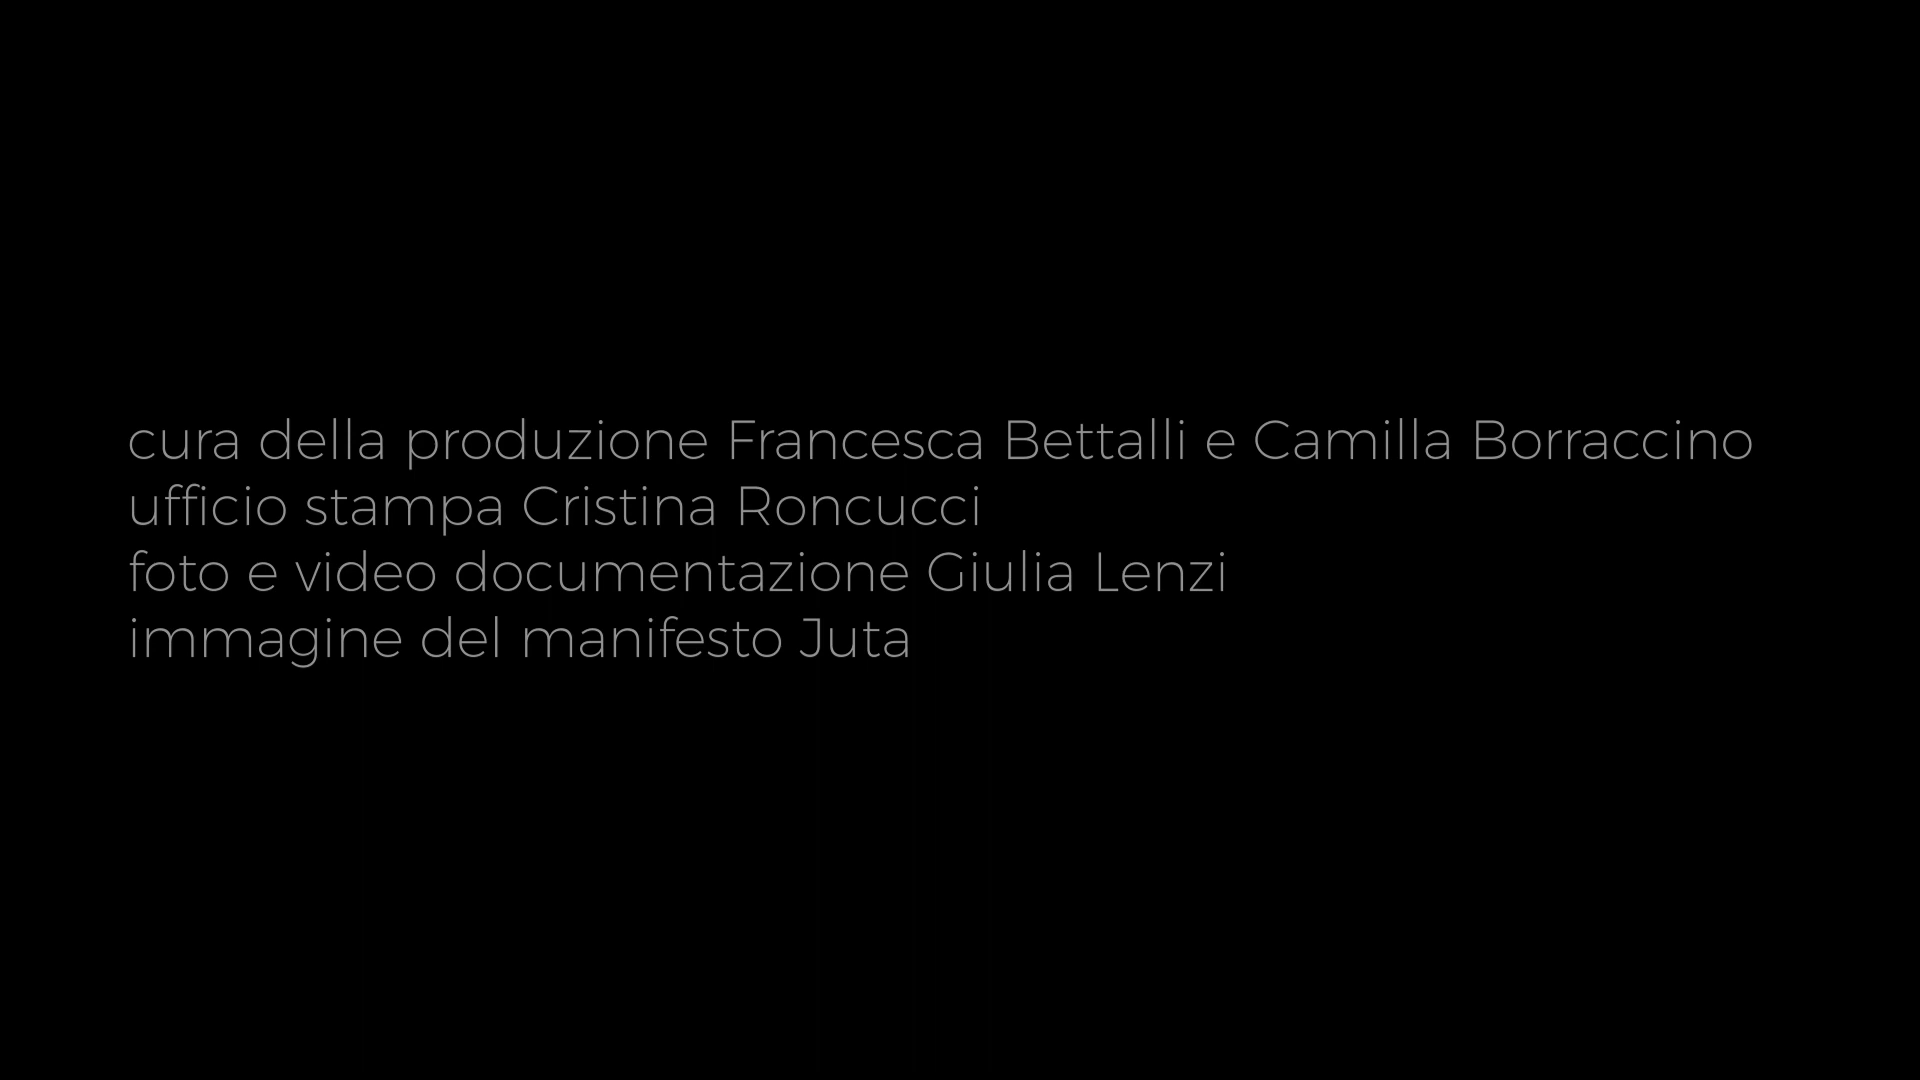 cura della produzione Francesca Bettalli e Camilla Borraccino
ufficio stampa Cristina Roncucci
foto e video documentazione Giulia Lenzi
immagine del manifesto Juta